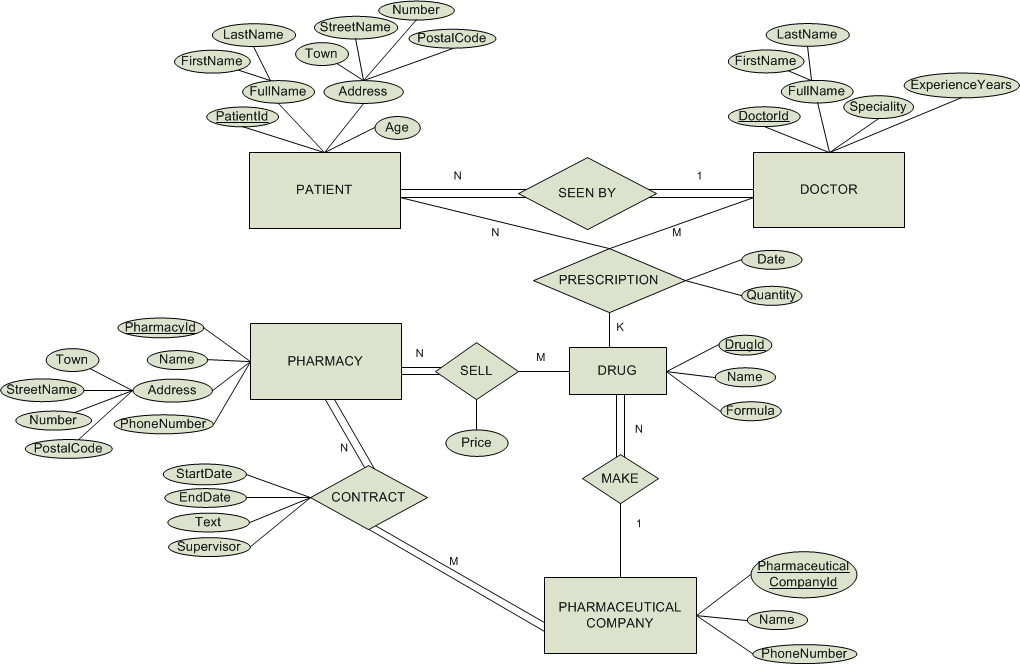 Number
StreetName
LastName
PostalCode
Town
FirstName
FullName
Address
PatientId
Age
PATIENT
LastName
FirstName
ExperienceYears
FullName
Speciality
DoctorId
DOCTOR
N
SEEN BY
1
N
M
PRESCRIPTION
Date
Quantity
K
PharmacyId
Name
Town
StreetName
Address
Number
PhoneNumber
PostalCode
PHARMACY
N
SELL
M
Price
DRUG
DrugId
Name
Formula
N
MAKE
1
N
CONTRACT
StartDate
EndDate
Text
Supervisor
M
PHARMACEUTICAL
COMPANY
Pharmaceutical
CompanyId
Name
PhoneNumber